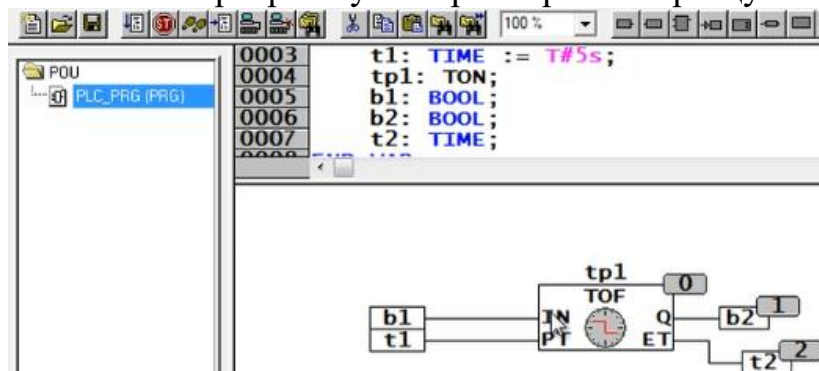 100 %
POU
PLC_PRG (PRG)
0003 t1: TIME := T#5s;
0004 tp1: TON;
0005 b1: BOOL;
0006 b2: BOOL;
0007 t2: TIME;
tp1
0
TOF
b1 IN Q b2 1
t1 PT ET
t2 2